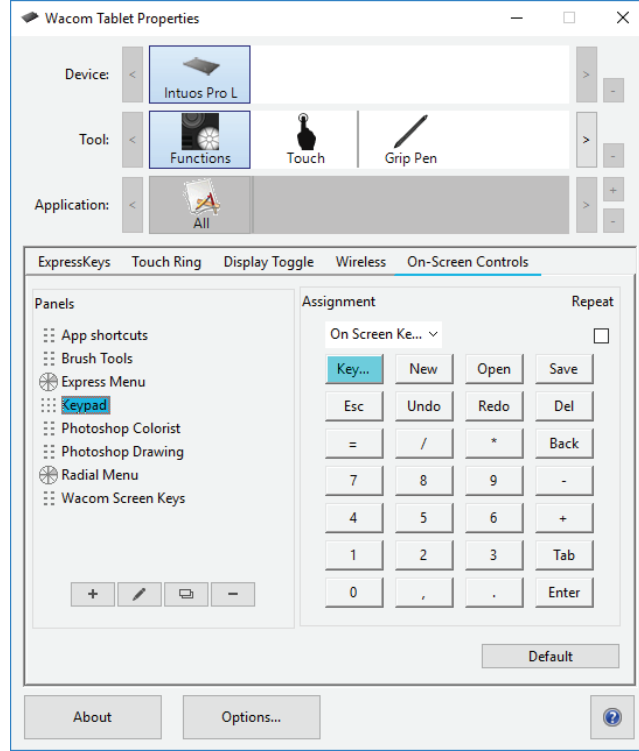 Wacom Tablet Properties
Device:
Intuos Pro L
Tool:
Functions Touch Grip Pen
Application:
All
ExpressKeys Touch Ring Display Toggle Wireless On-Screen Controls
Panels
App shortcuts
Brush Tools
Express Menu
Keypad
Photoshop Colorist
Photoshop Drawing
Radial Menu
Wacom Screen Keys
Assignment Repeat
On Screen Ke...
Key... New Open Save
Esc Undo Redo Del
= / * Back
7 8 9 -
4 5 6 +
1 2 3 Tab
0 , . Enter
Default
About Options...